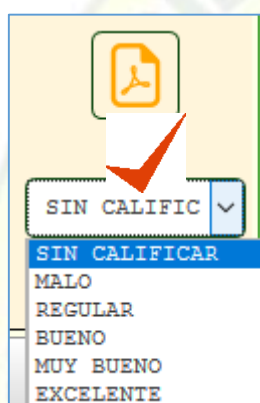 SIN CALIFIC
SIN CALIFICAR
MALO
REGULAR
BUENO
MUY BUENO
EXCELENTE